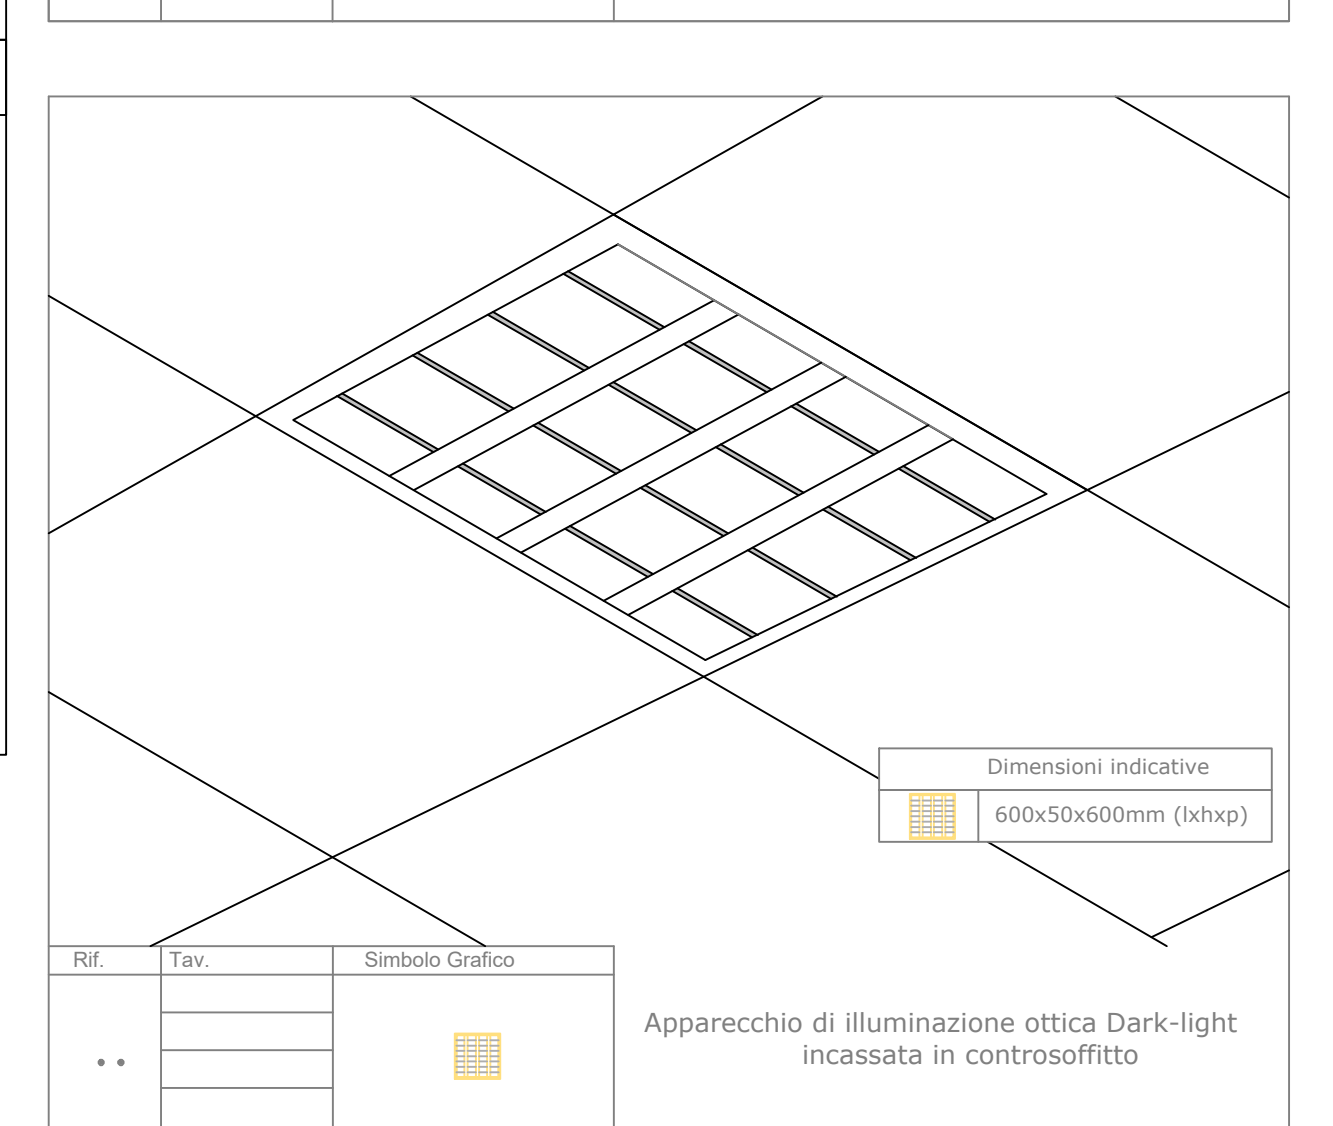 Dimensioni indicative
600x50x600mm (lxhxp)
Rif.
Tav.
Simbolo Grafico
Apparecchio di illuminazione ottica Dark-light
incassata in controsoffitto